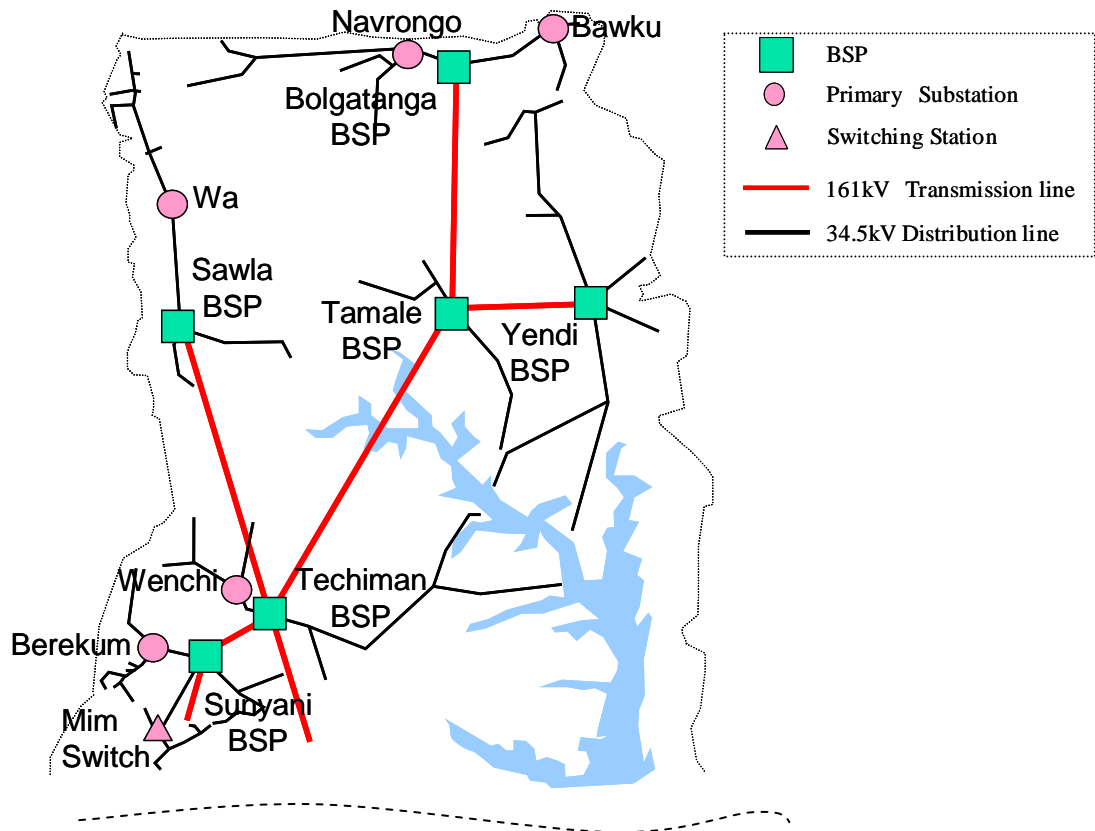 Navrongo
Bawku
Bolgatanga
BSP
Wa
Sawla
BSP
Tamale
BSP
Yendi
BSP
Wenchi
Techiman
BSP
Berekum
Sunyani
BSP
Mim
Switch
BSP
Primary Substation
Switching Station
161kV Transmission line
34.5kV Distribution line